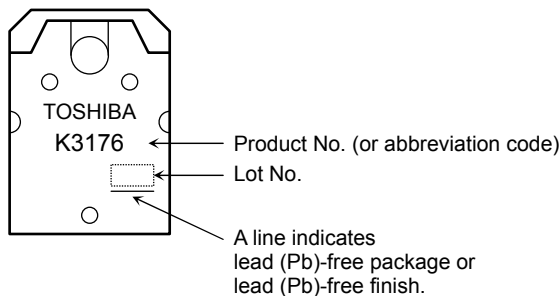 TOSHIBA
K3176
Product No. (or abbreviation code)
Lot No.
A line indicates
lead (Pb)-free package or
lead (Pb)-free finish.